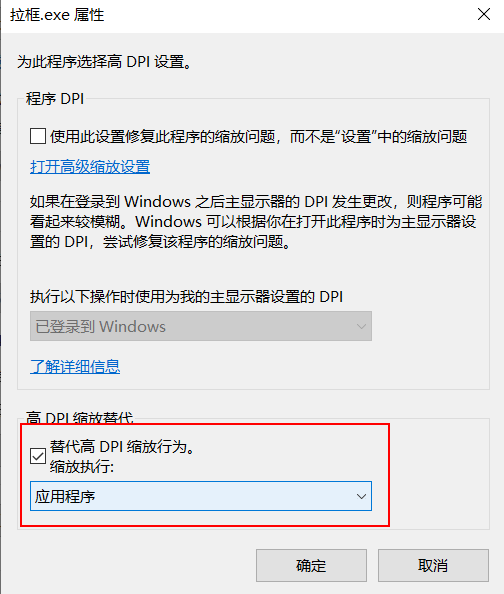 拉框.exe 属性
为此程序选择高 DPI 设置。
程序 DPI
使用此设置修复此程序的缩放问题，而不是“设置”中的缩放问题
打开高级缩放设置
如果在登录到 Windows 之后主显示器的 DPI 发生更改，则程序可能
看起来较模糊。Windows 可以根据你在打开此程序时为主显示器设
置的 DPI，尝试修复该程序的缩放问题。
执行以下操作时使用为我的主显示器设置的 DPI
已登录到 Windows
了解详细信息
高 DPI 缩放替代
替代高 DPI 缩放行为。
缩放执行:
应用程序
确定
取消